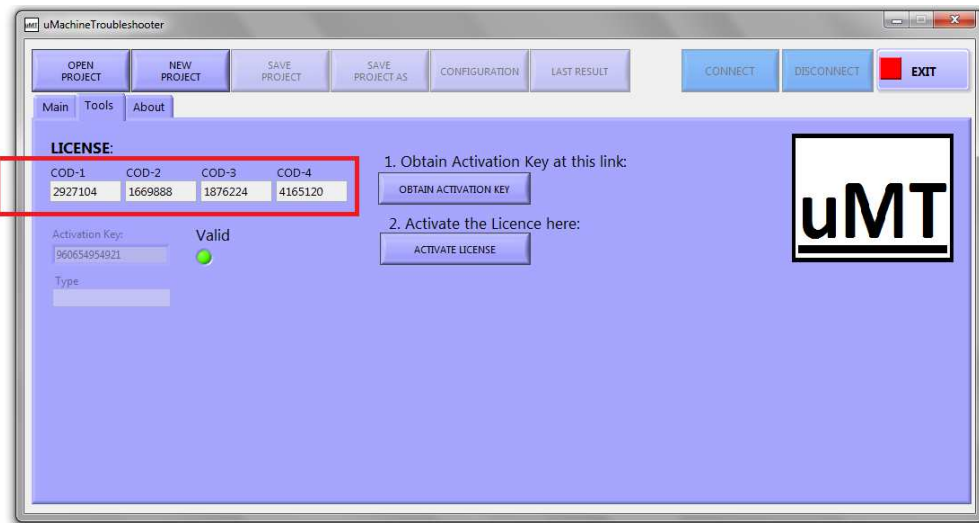 uMT uMachineTroubleshooter
OPEN PROJECT
NEW PROJECT
SAVE PROJECT
SAVE PROJECT AS
CONFIGURATION
LAST RESULT
CONNECT
DISCONNECT
EXIT
Main Tools About
LICENSE:
COD-1 COD-2 COD-3 COD-4
2927104 1669888 1876224 4165120
Activation Key: Valid
960654954921
Type
1. Obtain Activation Key at this link:
OBTAIN ACTIVATION KEY
2. Activate the Licence here:
ACTIVATE LICENSE
uMT